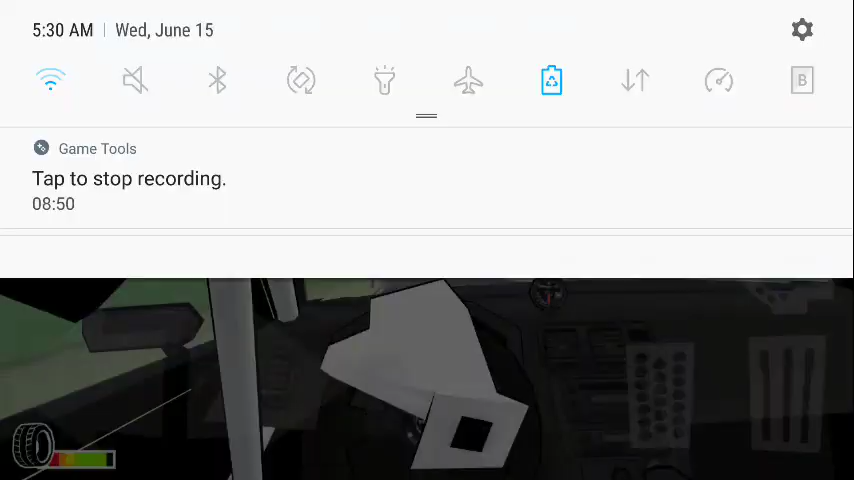 5:30 AM | Wed, June 15
B
Game Tools
Tap to stop recording.
08:50